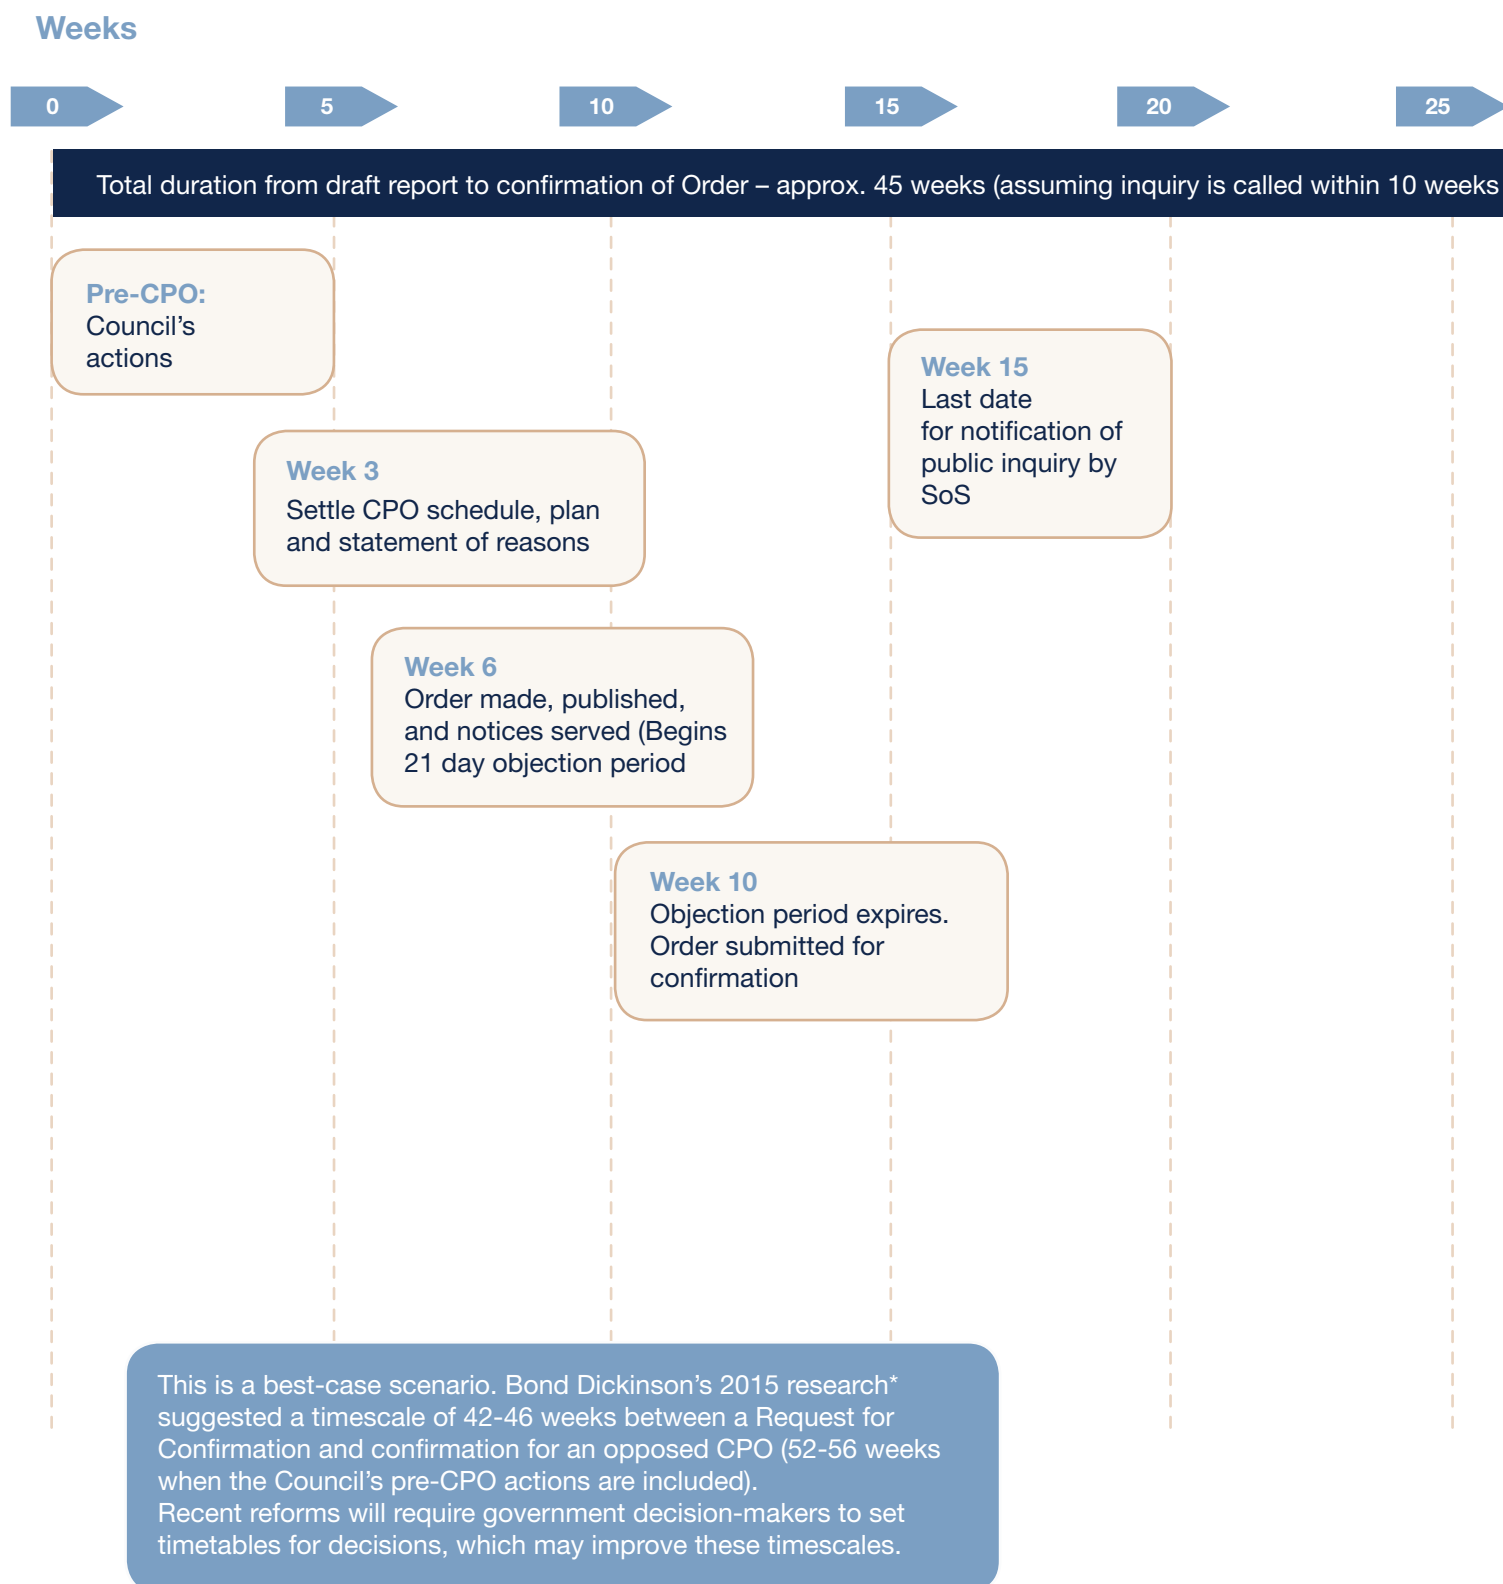 Weeks
0 5 10 15 20 25
Total duration from draft report to confirmation of Order – approx. 45 weeks (assuming inquiry is called within 10 weeks
Pre-CPO:
Council’s
actions
Week 15
Last date
for notification of
public inquiry by
SoS
Week 3
Settle CPO schedule, plan
and statement of reasons
Week 6
Order made, published,
and notices served (Begins
21 day objection period
Week 10
Objection period expires.
Order submitted for
confirmation
This is a best-case scenario. Bond Dickinson’s 2015 research*
suggested a timescale of 42-46 weeks between a Request for
Confirmation and confirmation for an opposed CPO (52-56 weeks
when the Council’s pre-CPO actions are included).
Recent reforms will require government decision-makers to set
timetables for decisions, which may improve these timescales.